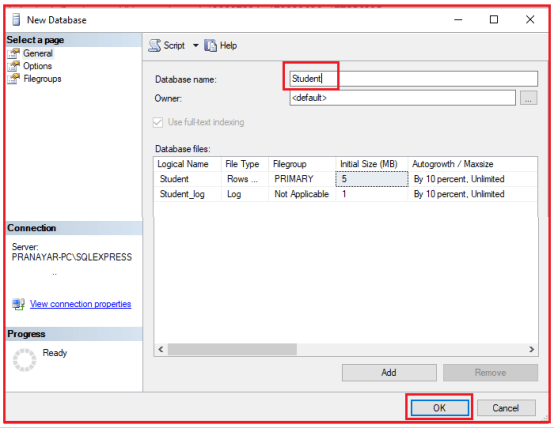 New Database
Select a page
General
Options
Filegroups
Script
Help
Database name:
Student
Owner:
<default>
...
Use full-text indexing
Database files:
Logical Name File Type Filegroup Initial Size (MB) Autogrowth / Maxsize
Student Rows ... PRIMARY 5 By 10 percent, Unlimited
Student_log Log Not Applicable 1 By 10 percent, Unlimited
Connection
Server:
PRANAYAR-PC\SQLEXPRESS
..
View connection properties
Progress
Ready
Add
Remove
OK
Cancel